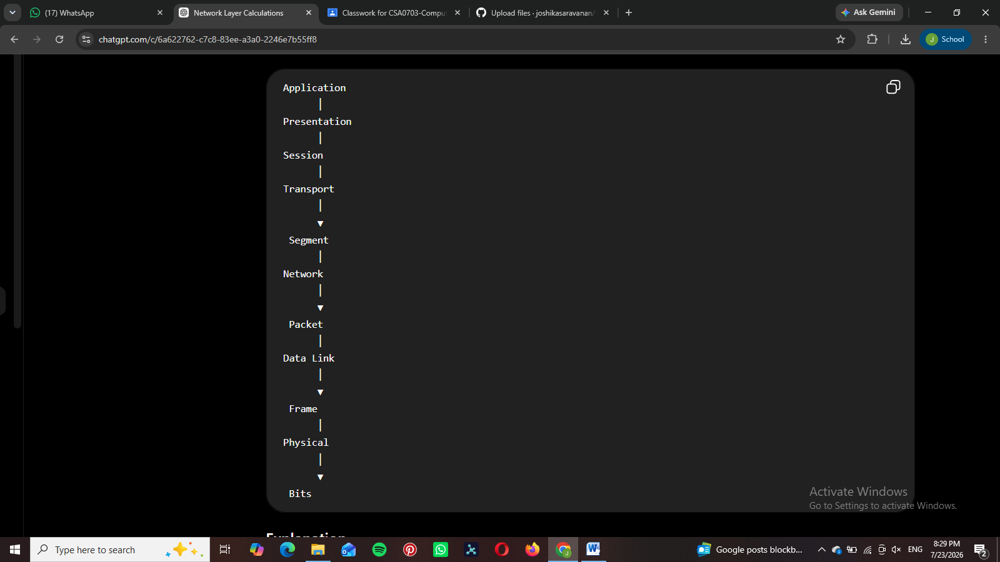 (17) WhatsApp
Network Layer Calculations
Classwork for CSA0703-Compu
Upload files · joshikasaravanan/
Ask Gemini
chatgpt.com/c/6a622762-c7c8-83ee-a3a0-2246e7b55ff8
J School
Application
|
Presentation
|
Session
|
Transport
|
▼
Segment
|
Network
|
▼
Packet
|
Data Link
|
▼
Frame
|
Physical
|
▼
Bits
Activate Windows
Go to Settings to activate Windows.
Explanation
Type here to search
Google posts blockb...
ENG
8:29 PM
7/23/2026
2